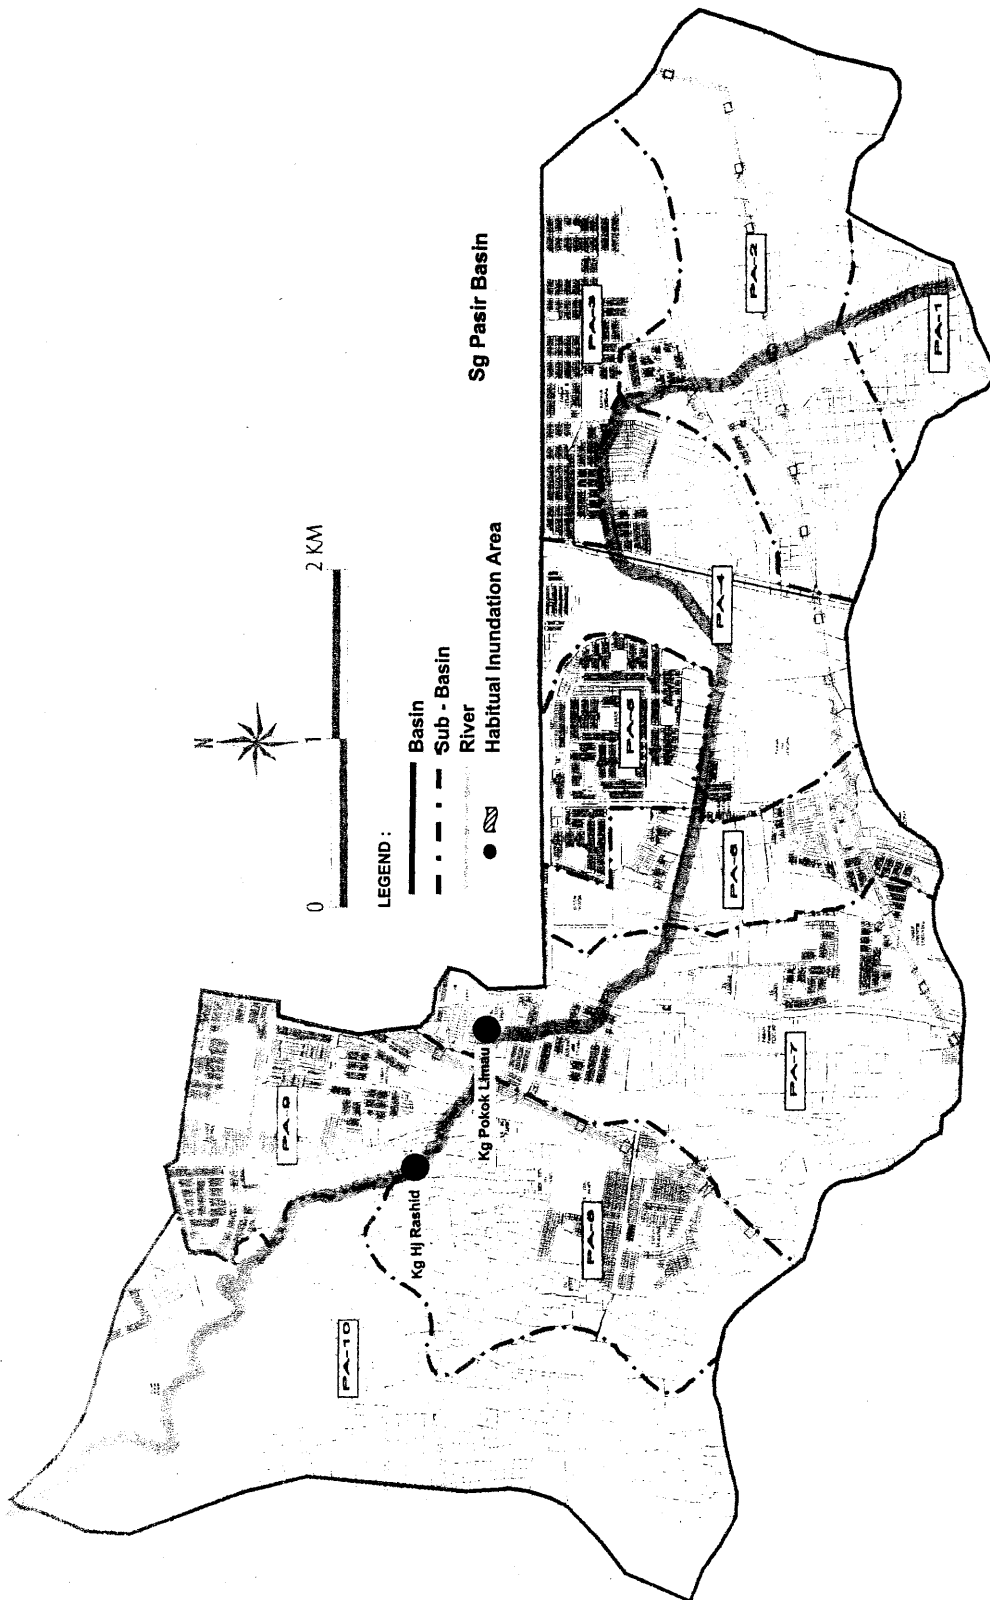 Sg Pasir Basin
N
0
1
2 KM
LEGEND :
Basin
Sub - Basin
River
Habitual Inundation Area
PA-1
PA-2
PA-3
PA-4
PA-5
PA-6
PA-7
PA-8
PA-9
PA-10
Kg Pokok Limau
Kg Hj Rashid